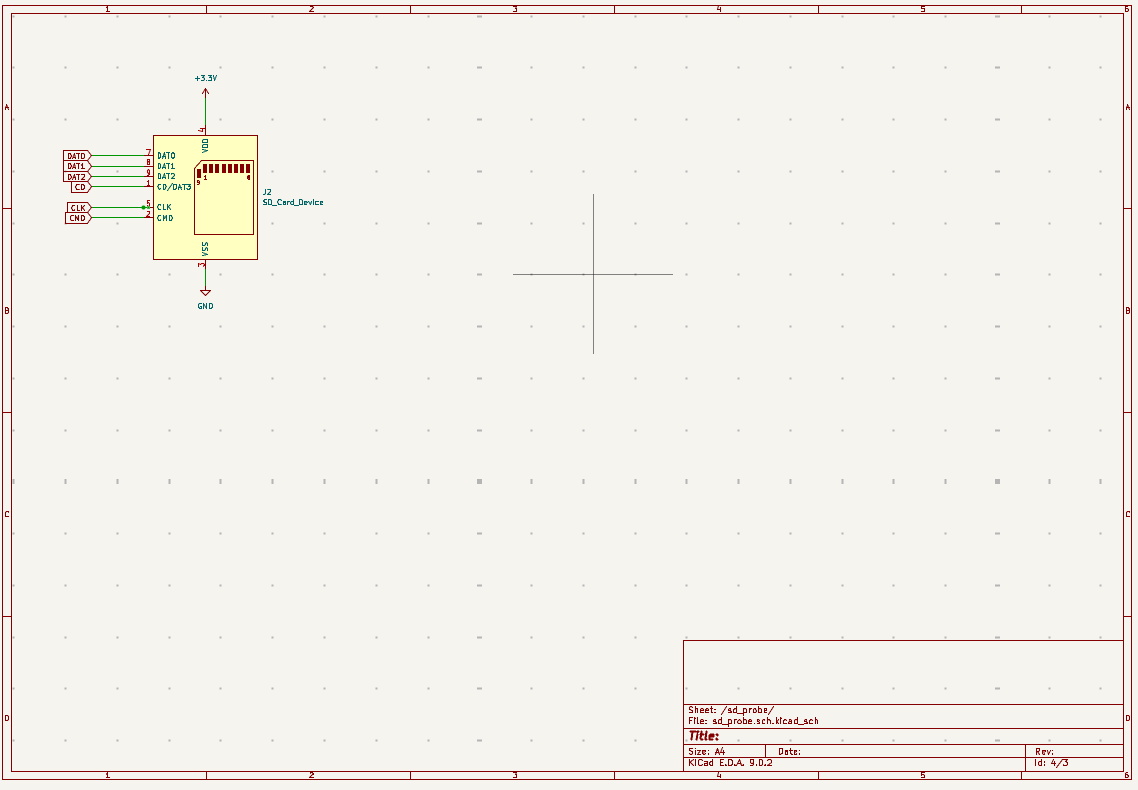 1 2 3 4 5 6
A A
+3.3V
4
VDD
DAT0 7 DAT0
DAT1 8 DAT1
DAT2 9 DAT2
CD 1 CD/DAT3
9 1 8
J2
SD_Card_Device
CLK 5 CLK
CMD 2 CMD
VSS
3
GND
B B
C C
D D
Sheet: /sd_probe/
File: sd_probe.sch.kicad_sch
Title:
Size: A4 Date: Rev:
KiCad E.D.A. 9.0.2 Id: 4/3
1 2 3 4 5 6